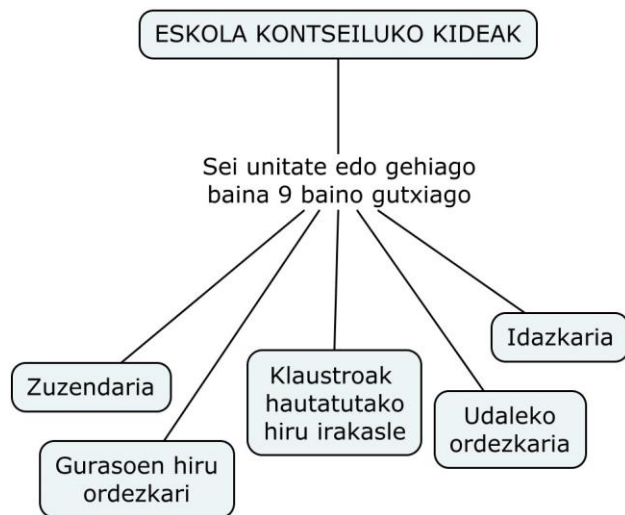 ESKOLA KONTSEILUKO KIDEAK
Sei unitate edo gehiago
baina 9 baino gutxiago
Zuzendaria
Gurasoen hiru
ordezkari
Klaustroak
hautatutako
hiru irakasle
Udaleko
ordezkaria
Idazkaria